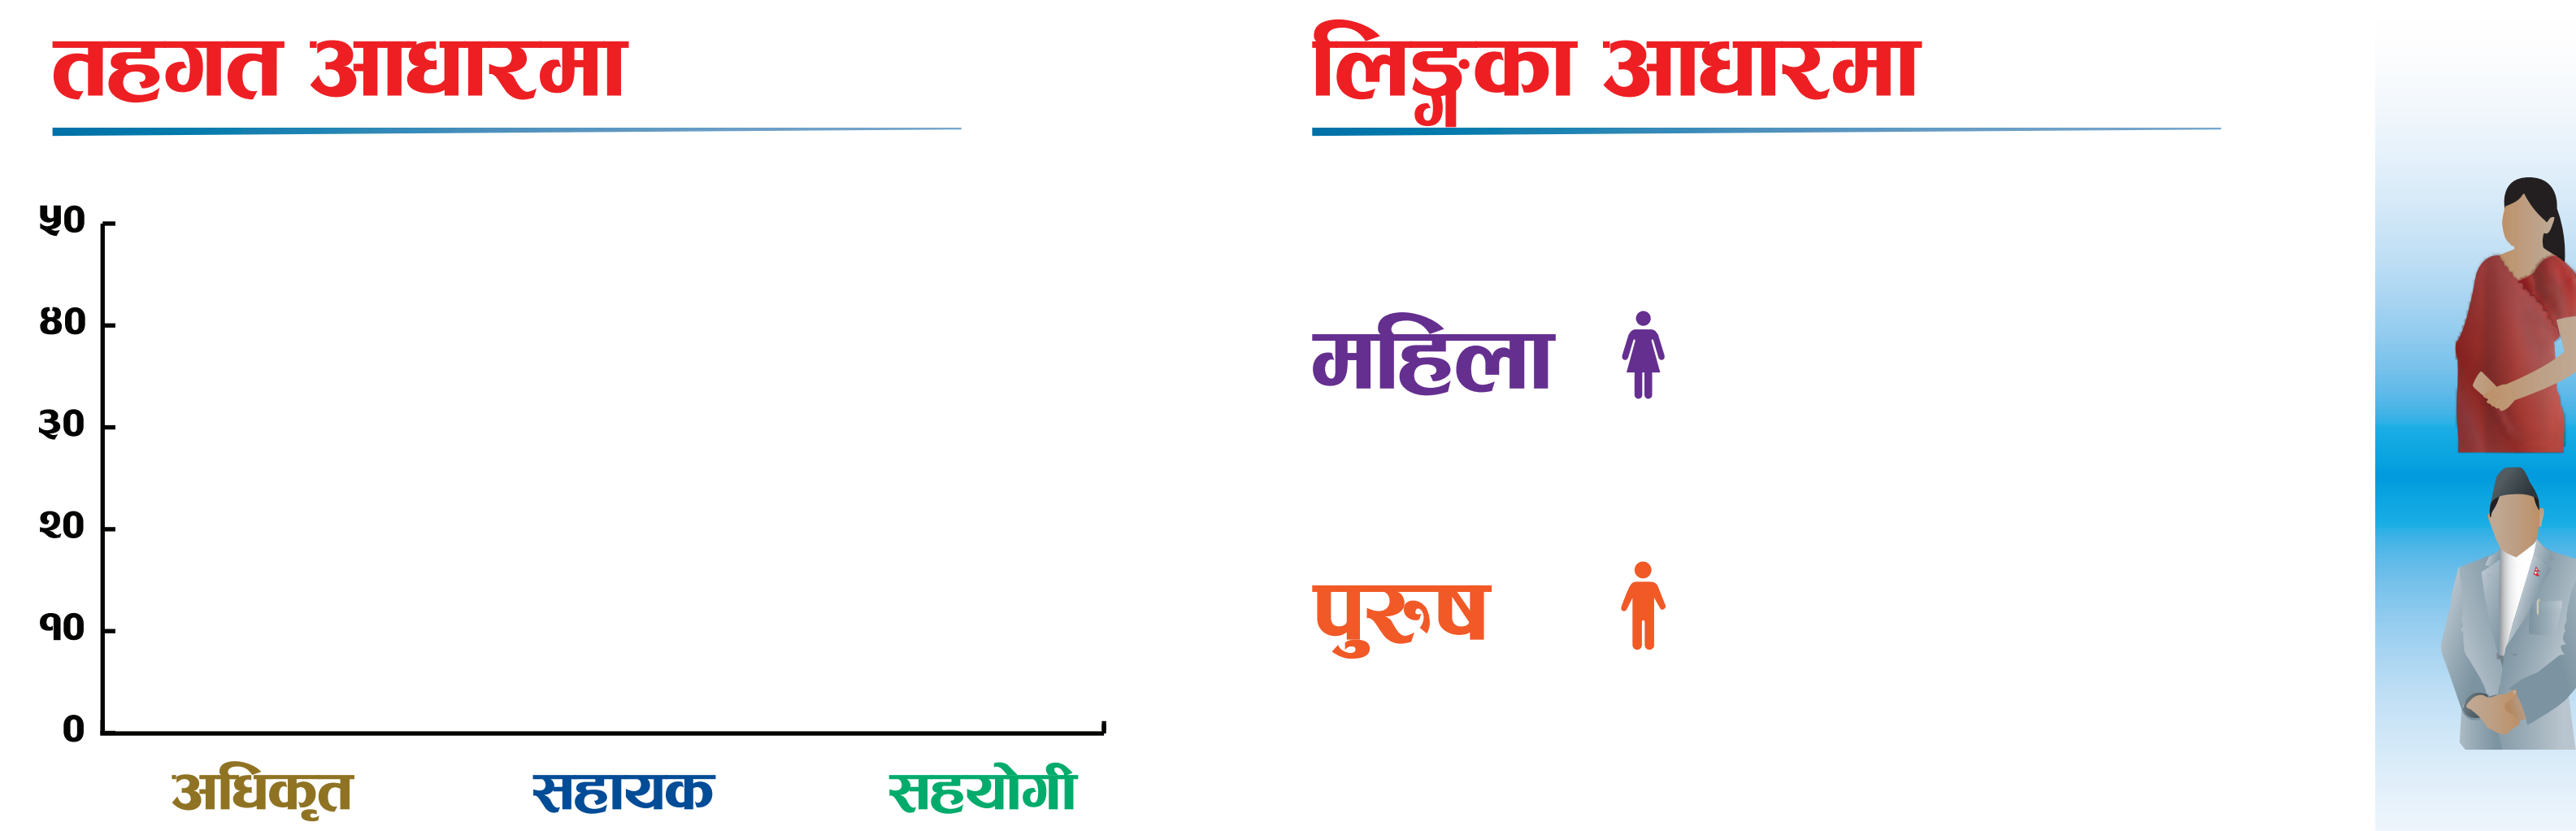 तहगत आधारमा
५०
४०
३०
२०
१०
०
अधिकृत सहायक सहयोगी
लिङ्गका आधारमा
महिला
पुरुष